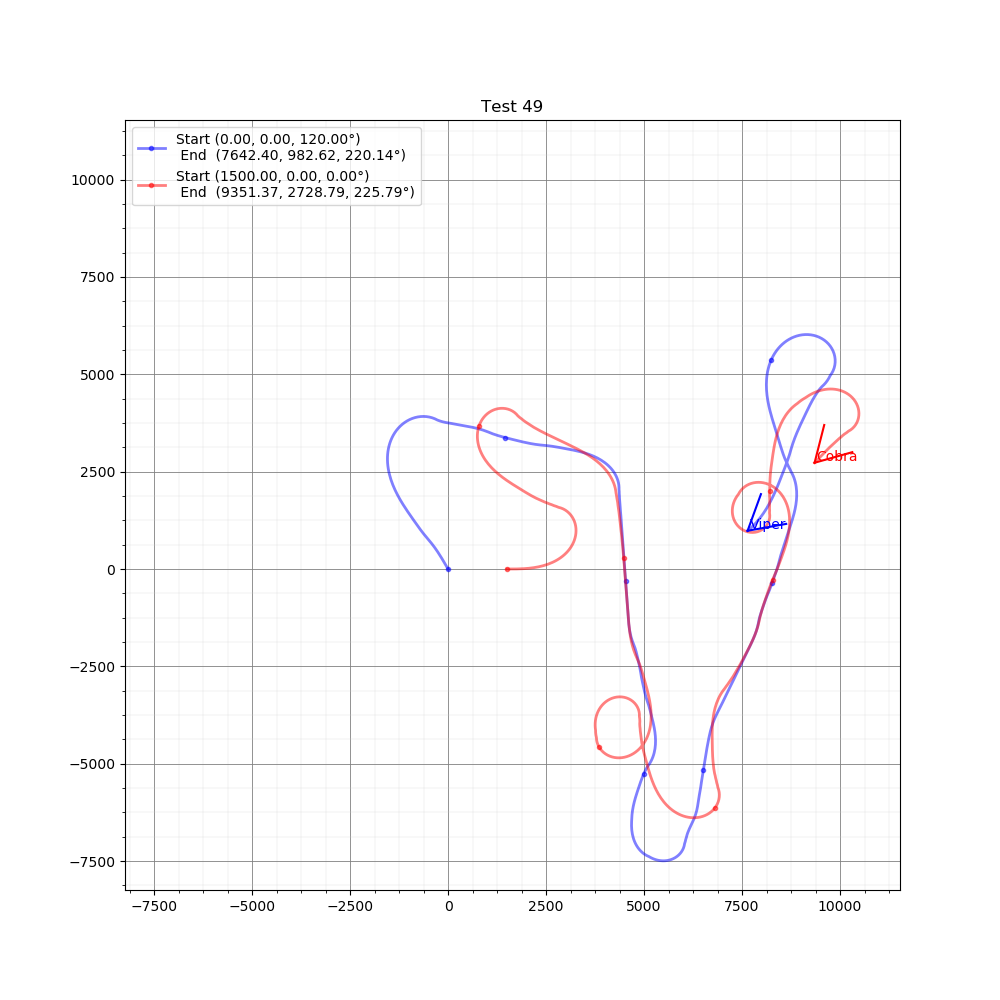 Test 49
Start (0.00, 0.00, 120.00°)
End (7642.40, 982.62, 220.14°)
Start (1500.00, 0.00, 0.00°)
End (9351.37, 2728.79, 225.79°)
10000
7500
5000
2500
0
−2500
−5000
−7500
Cobra
Viper
−7500 −5000 −2500 0 2500 5000 7500 10000